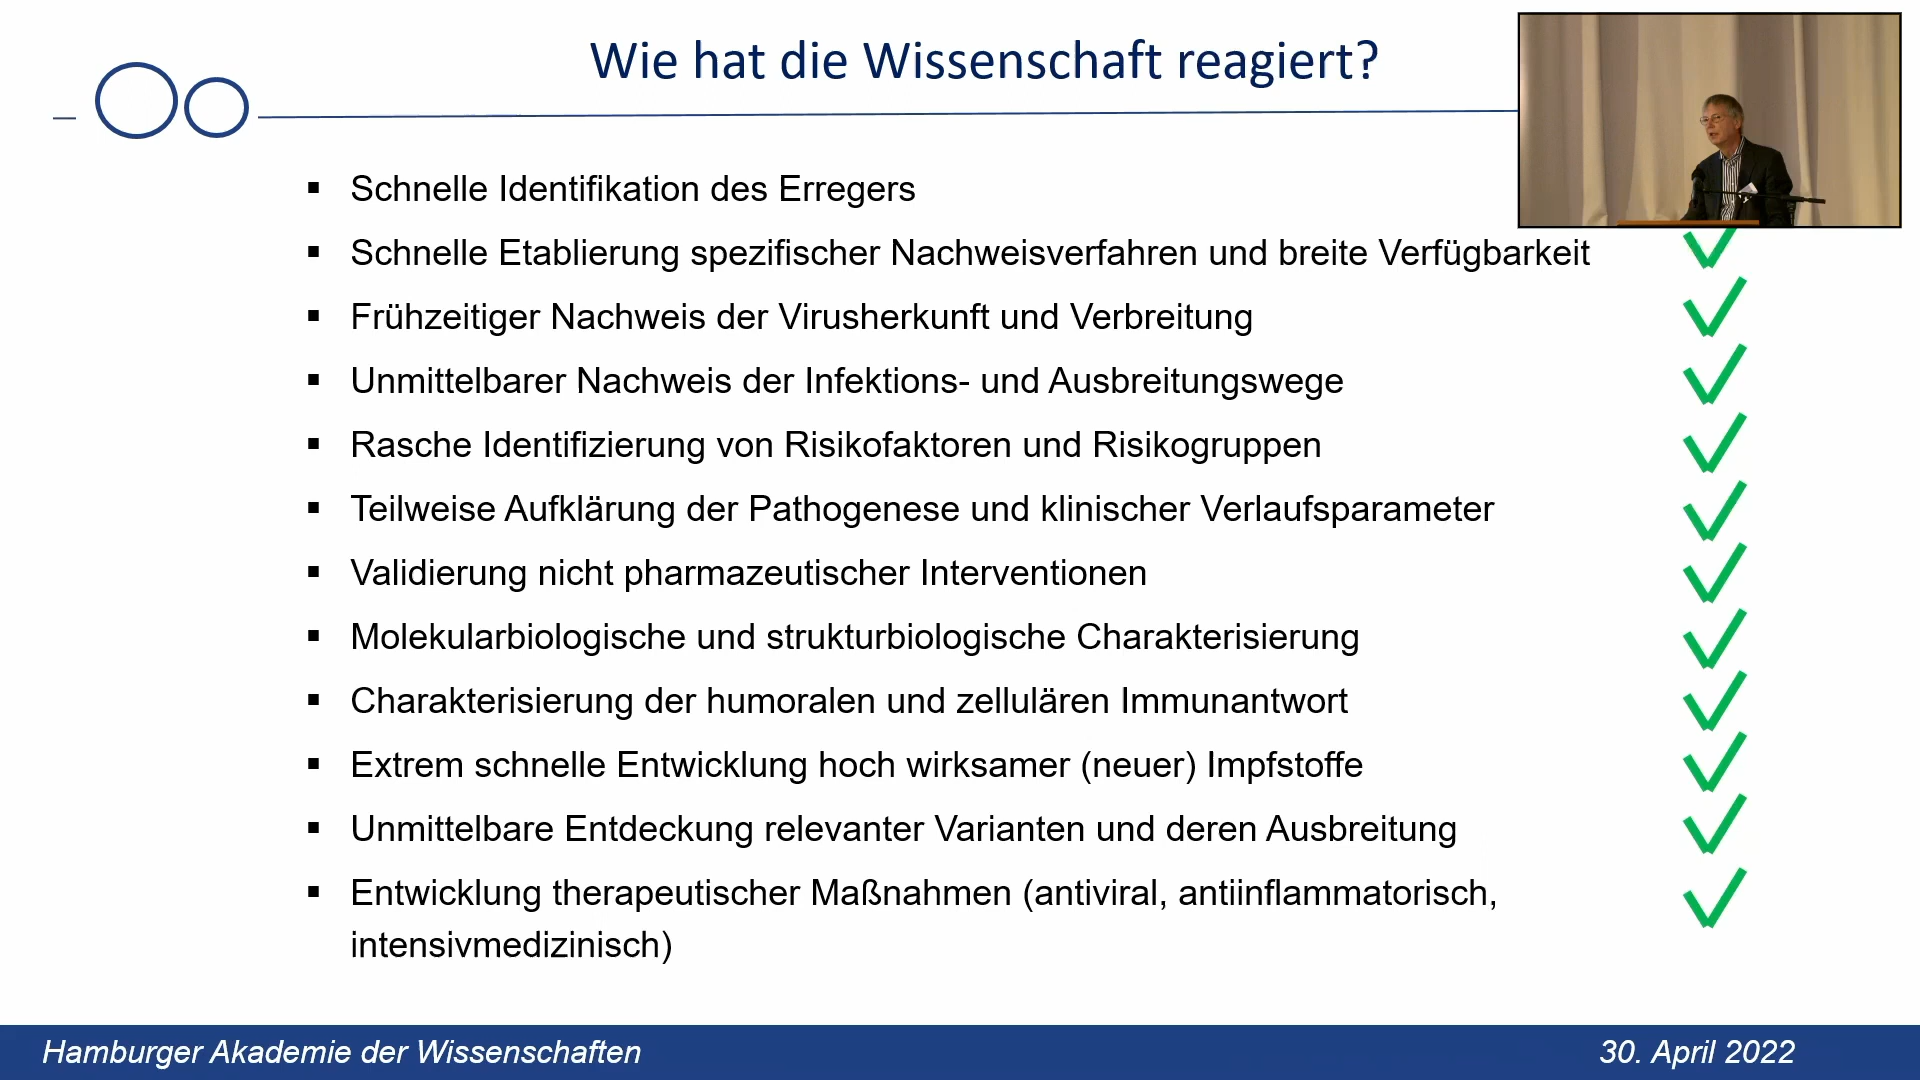 Wie hat die Wissenschaft reagiert?
▪ Schnelle Identifikation des Erregers
▪ Schnelle Etablierung spezifischer Nachweisverfahren und breite Verfügbarkeit
▪ Frühzeitiger Nachweis der Virusherkunft und Verbreitung
▪ Unmittelbarer Nachweis der Infektions- und Ausbreitungswege
▪ Rasche Identifizierung von Risikofaktoren und Risikogruppen
▪ Teilweise Aufklärung der Pathogenese und klinischer Verlaufsparameter
▪ Validierung nicht pharmazeutischer Interventionen
▪ Molekularbiologische und strukturbiologische Charakterisierung
▪ Charakterisierung der humoralen und zellulären Immunantwort
▪ Extrem schnelle Entwicklung hoch wirksamer (neuer) Impfstoffe
▪ Unmittelbare Entdeckung relevanter Varianten und deren Ausbreitung
▪ Entwicklung therapeutischer Maßnahmen (antiviral, antiinflammatorisch,
intensivmedizinisch)
Hamburger Akademie der Wissenschaften
30. April 2022